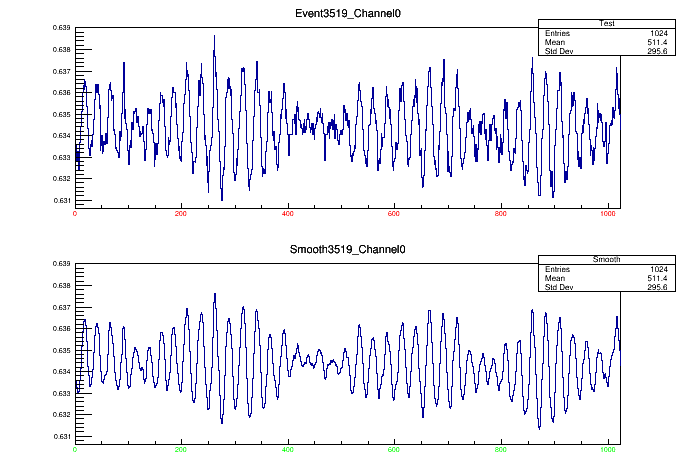 Event3519_Channel0
Test
Entries 1024
Mean 511.4
Std Dev 295.6
0.639
0.638
0.637
0.636
0.635
0.634
0.633
0.632
0.631
0 200 400 600 800 1000
Smooth3519_Channel0
Smooth
Entries 1024
Mean 511.4
Std Dev 295.6
0.639
0.638
0.637
0.636
0.635
0.634
0.633
0.632
0.631
0 200 400 600 800 1000